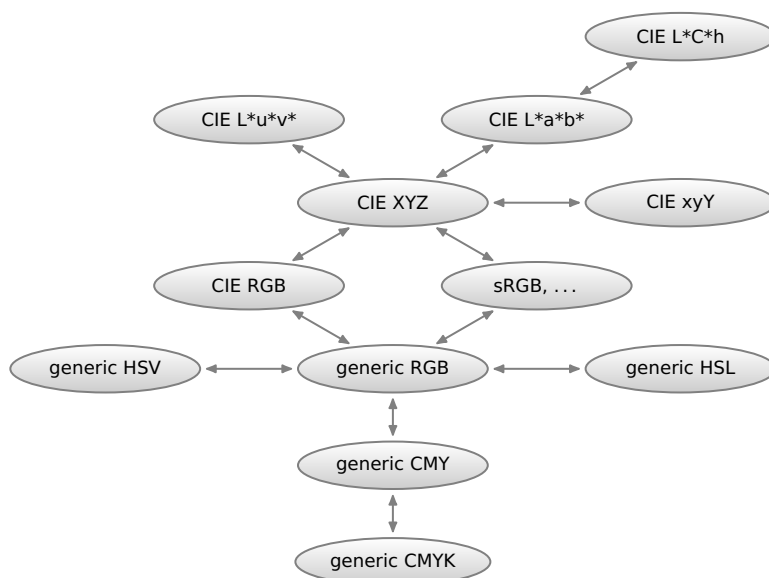 CIE L*C*h
CIE L*u*v*
CIE L*a*b*
CIE XYZ
CIE xyY
CIE RGB
sRGB, ...
generic HSV
generic RGB
generic HSL
generic CMY
generic CMYK